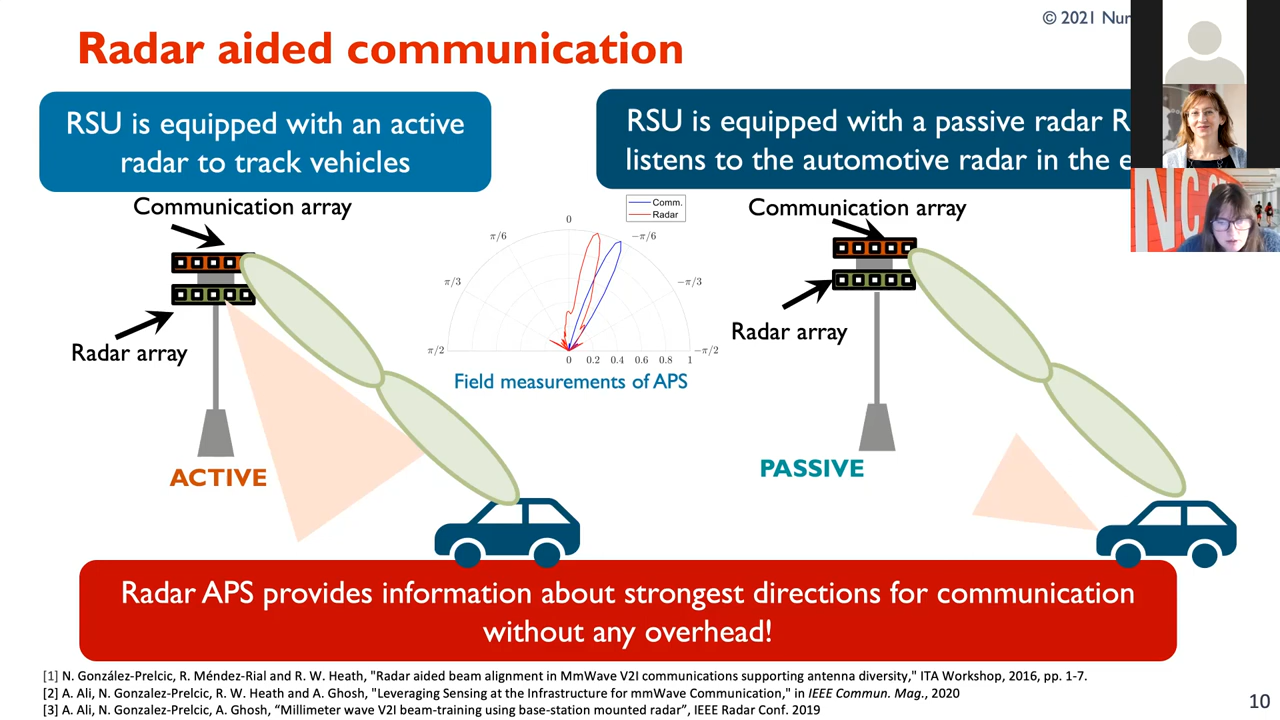 © 2021 Nur
Radar aided communication
RSU is equipped with an active
radar to track vehicles
RSU is equipped with a passive radar R
listens to the automotive radar in the e
Communication array
Radar array
ACTIVE
Comm.
Radar
0
π/6
−π/6
π/3
−π/3
π/2
−π/2
0 0.2 0.4 0.6 0.8 1
Field measurements of APS
Communication array
Radar array
PASSIVE
NC
Radar APS provides information about strongest directions for communication
without any overhead!
[1] N. González-Prelcic, R. Méndez-Rial and R. W. Heath, "Radar aided beam alignment in MmWave V2I communications supporting antenna diversity," ITA Workshop, 2016, pp. 1-7.
[2] A. Ali, N. Gonzalez-Prelcic, R. W. Heath and A. Ghosh, "Leveraging Sensing at the Infrastructure for mmWave Communication," in IEEE Commun. Mag., 2020
[3] A. Ali, N. Gonzalez-Prelcic, A. Ghosh, “Millimeter wave V2I beam-training using base-station mounted radar”, IEEE Radar Conf. 2019
10